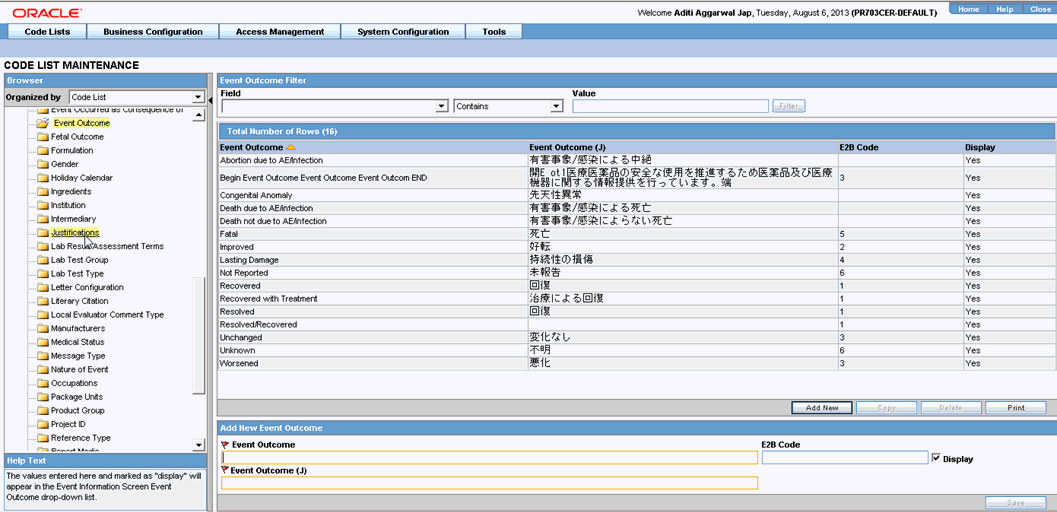 ORACLE
Welcome Aditi Aggarwal Jap, Tuesday, August 6, 2013 (PR703CER-DEFAULT)
Home Help Close
Code Lists Business Configuration Access Management System Configuration Tools
CODE LIST MAINTENANCE
Browser
Organized by Code List
Event Occurred as Consequence of
Event Outcome
Fetal Outcome
Formulation
Gender
Holiday Calendar
Ingredients
Institution
Intermediary
Justifications
Lab Result Assessment Terms
Lab Test Group
Lab Test Type
Letter Configuration
Literary Citation
Local Evaluator Comment Type
Manufacturers
Medical Status
Message Type
Nature of Event
Occupations
Package Units
Product Group
Project ID
Reference Type
Report Media
Help Text
The values entered here and marked as "display" will
appear in the Event Information Screen Event
Outcome drop-down list.
Event Outcome Filter
Field Value
Contains Filter
Total Number of Rows (16)
Event Outcome Event Outcome (J) E2B Code Display
Abortion due to AE/Infection 有害事象/感染による中絶 Yes
Begin Event Outcome Event Outcome Event Outcom END 開E ot1医療医薬品の安全な使用を推進するため医薬品及び医療 3 Yes
機器に関する情報提供を行っています。端
Congenital Anomaly 先天性異常 Yes
Death due to AE/Infection 有害事象/感染による死亡 Yes
Death not due to AE/Infection 有害事象/感染によらない死亡 Yes
Fatal 死亡 5 Yes
Improved 好転 2 Yes
Lasting Damage 持続性の損傷 4 Yes
Not Reported 未報告 6 Yes
Recovered 回復 1 Yes
Recovered with Treatment 治療による回復 1 Yes
Resolved 回復 1 Yes
Resolved/Recovered 1 Yes
Unchanged 変化なし 3 Yes
Unknown 不明 6 Yes
Worsened 悪化 3 Yes
Add New Copy Delete Print
Add New Event Outcome
Event Outcome E2B Code
Display
Event Outcome (J)
Save